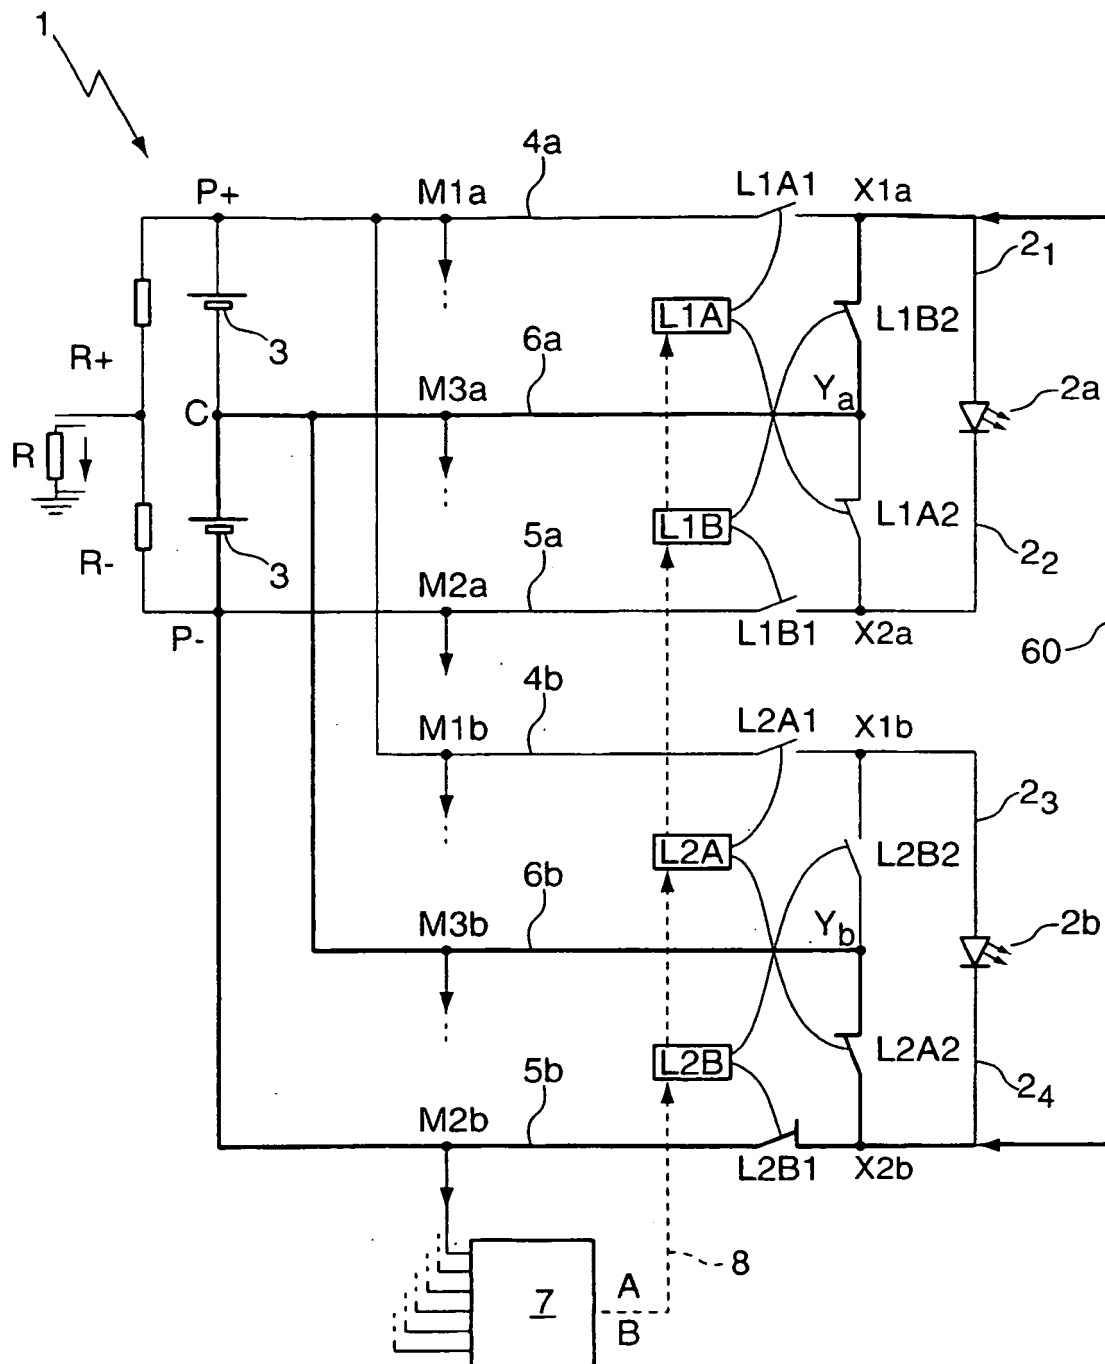 1
4a
P+
M1a
L1A1
X1a
2₁
L1A
L1B2
3
R+
6a
M3a
Yₐ
2a
C
R
L1B
L1A2
5a
2₂
R-
3
M2a
P-
L1B1
X2a
60
4b
M1b
L2A1
X1b
2₃
L2A
L2B2
6b
M3b
Y_b
2b
L2B
L2A2
5b
2₄
M2b
L2B1
X2b
8
A
7
B